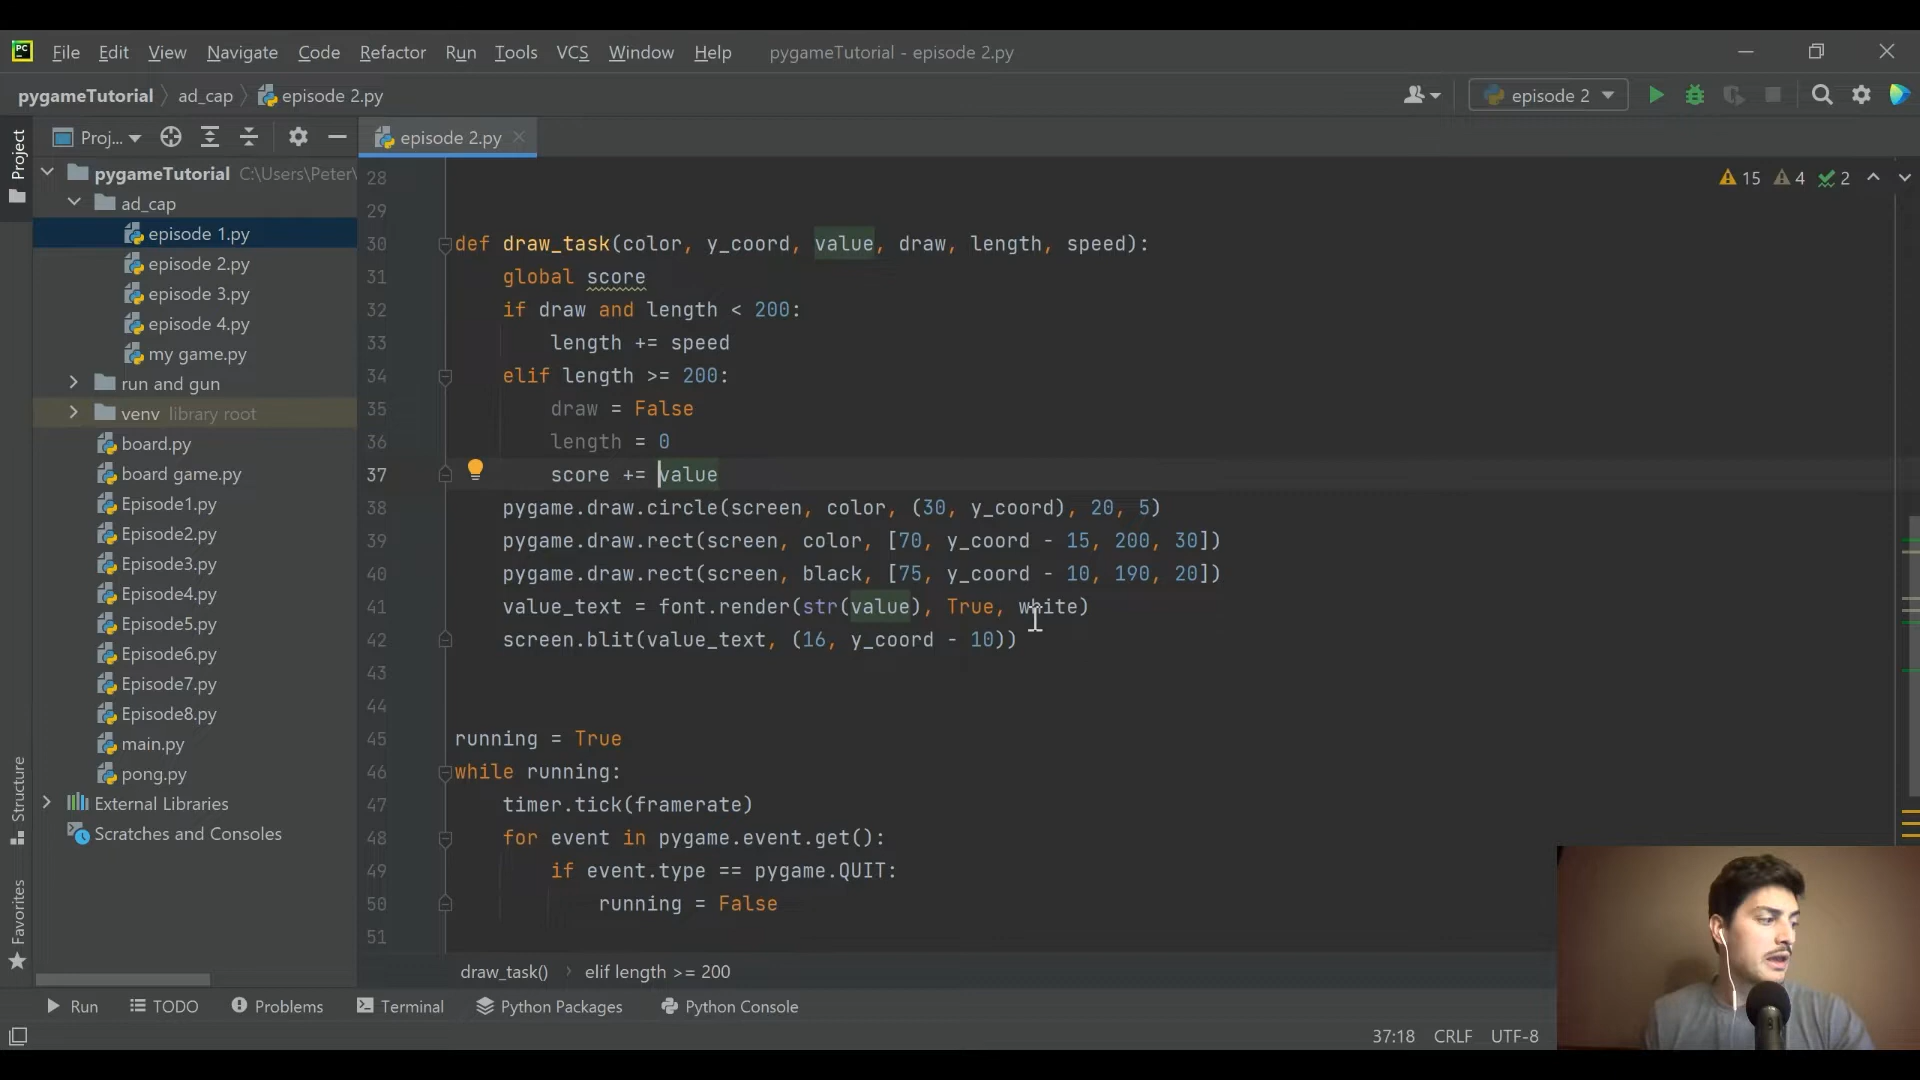 PC File Edit View Navigate Code Refactor Run Tools VCS Window Help pygameTutorial - episode 2.py
pygameTutorial ad_cap episode 2.py episode 2
Project
Proj... episode 2.py
pygameTutorial C:\Users\Peter\
ad_cap
episode 1.py
episode 2.py
episode 3.py
episode 4.py
my game.py
run and gun
venv library root
board.py
board game.py
Episode1.py
Episode2.py
Episode3.py
Episode4.py
Episode5.py
Episode6.py
Episode7.py
Episode8.py
main.py
pong.py
External Libraries
Scratches and Consoles
Structure
Favorites
15 4 2
28
29
30 def draw_task(color, y_coord, value, draw, length, speed):
31 global score
32 if draw and length < 200:
33 length += speed
34 elif length >= 200:
35 draw = False
36 length = 0
37 score += value
38 pygame.draw.circle(screen, color, (30, y_coord), 20, 5)
39 pygame.draw.rect(screen, color, [70, y_coord - 15, 200, 30])
40 pygame.draw.rect(screen, black, [75, y_coord - 10, 190, 20])
41 value_text = font.render(str(value), True, white)
42 screen.blit(value_text, (16, y_coord - 10))
43
44
45 running = True
46 while running:
47 timer.tick(framerate)
48 for event in pygame.event.get():
49 if event.type == pygame.QUIT:
50 running = False
51
draw_task() elif length >= 200
Run TODO Problems Terminal Python Packages Python Console
37:18 CRLF UTF-8